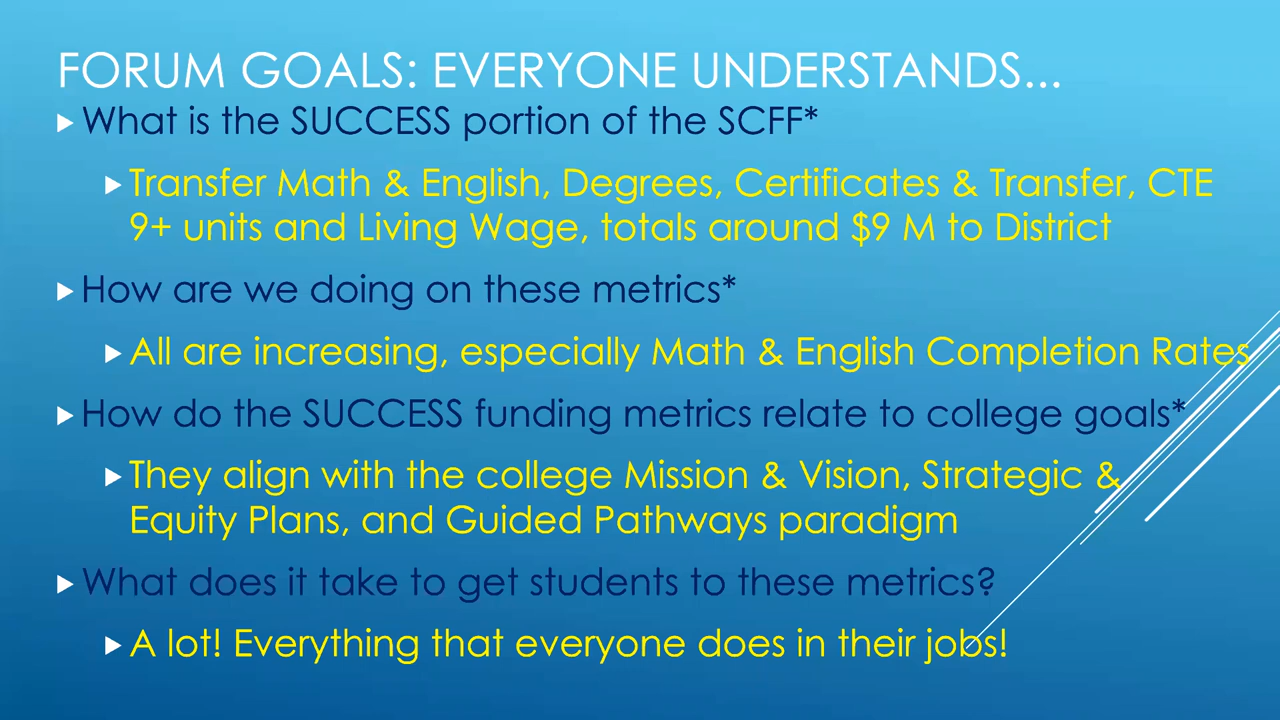 FORUM GOALS: EVERYONE UNDERSTANDS...
What is the SUCCESS portion of the SCFF*
Transfer Math & English, Degrees, Certificates & Transfer, CTE
9+ units and Living Wage, totals around $9 M to District
How are we doing on these metrics*
All are increasing, especially Math & English Completion Rates
How do the SUCCESS funding metrics relate to college goals*
They align with the college Mission & Vision, Strategic &
Equity Plans, and Guided Pathways paradigm
What does it take to get students to these metrics?
A lot! Everything that everyone does in their jobs!